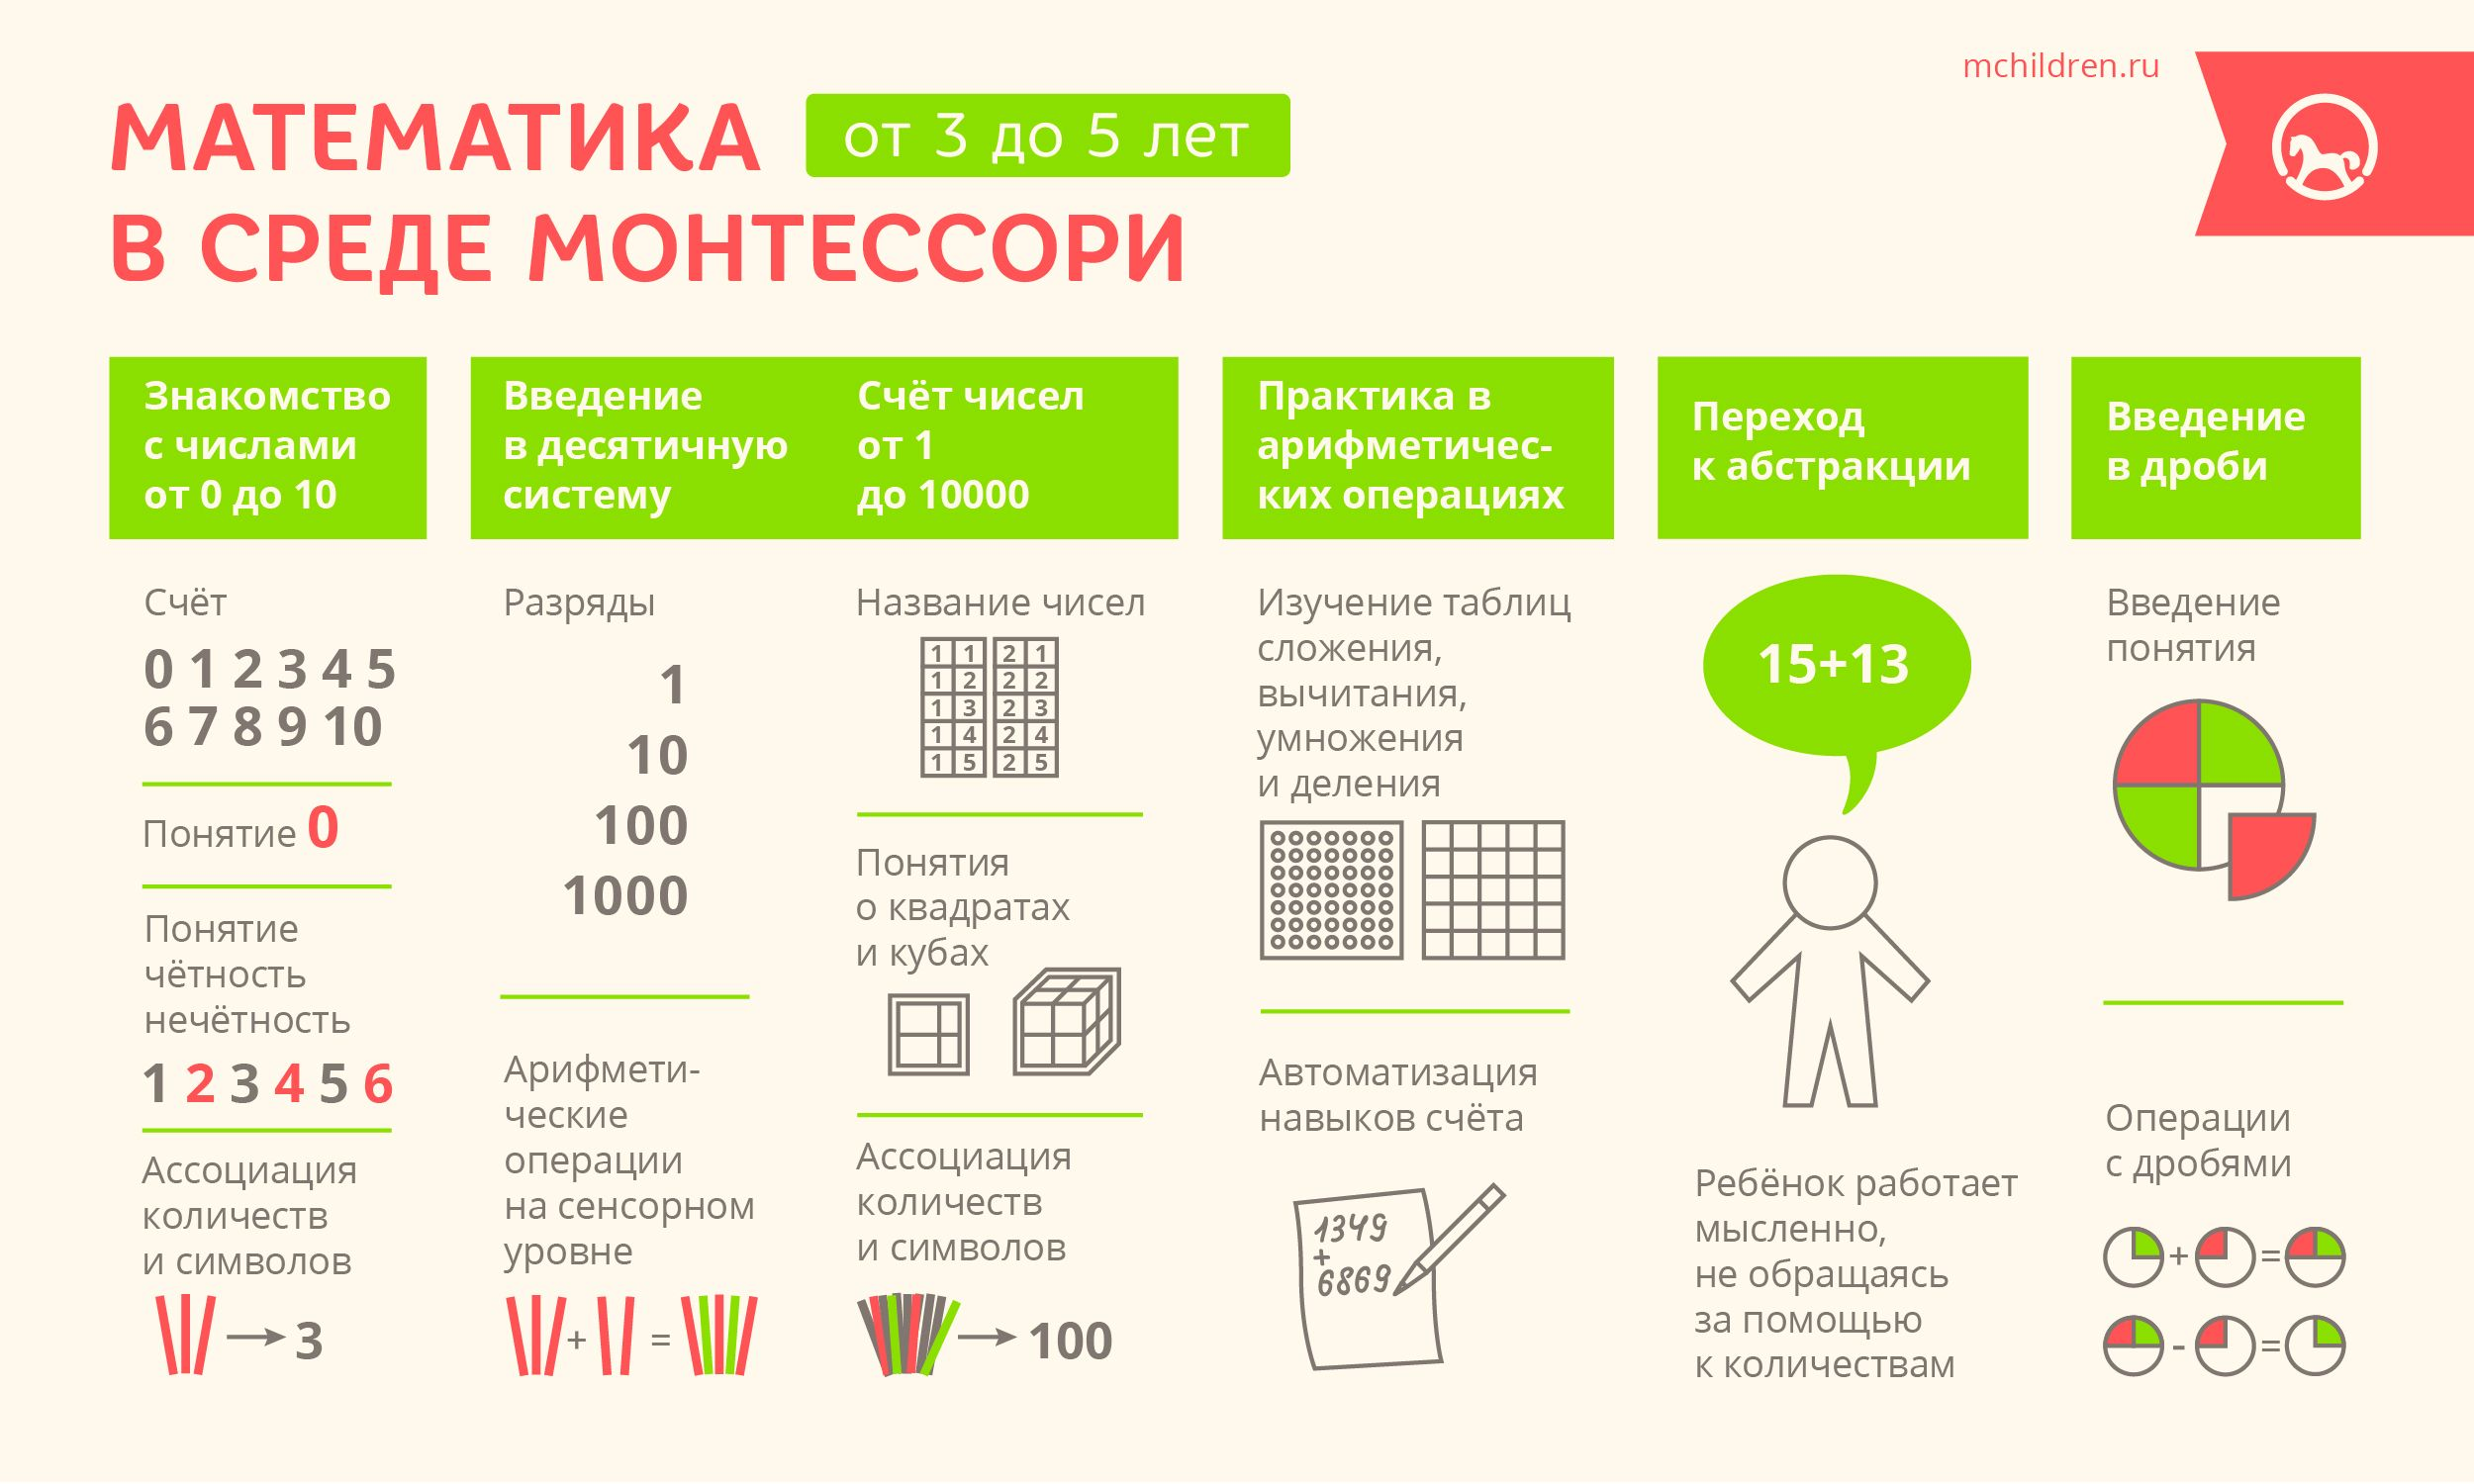 mchildren.ru
МАТЕМАТИКА от 3 до 5 лет
В СРЕДЕ МОНТЕССОРИ
Знакомство
с числами
от 0 до 10
Счёт
0 1 2 3 4 5
6 7 8 9 10
Понятие 0
Понятие
чётность
нечётность
1 2 3 4 5 6
Ассоциация
количеств
и символов
3
Введение
в десятичную
систему
Разряды
1
10
100
1000
Арифмети-
ческие
операции
на сенсорном
уровне
+ =
Счёт чисел
от 1
до 10000
Название чисел
1 1 2 1
1 2 2 2
1 3 2 3
1 4 2 4
1 5 2 5
Понятия
о квадратах
и кубах
Ассоциация
количеств
и символов
100
Практика в
арифметичес-
ких операциях
Изучение таблиц
сложения,
вычитания,
умножения
и деления
Автоматизация
навыков счёта
1349
+
6869
Переход
к абстракции
15+13
Ребёнок работает
мысленно,
не обращаясь
за помощью
к количествам
Введение
в дроби
Введение
понятия
Операции
с дробями
+ =
- =